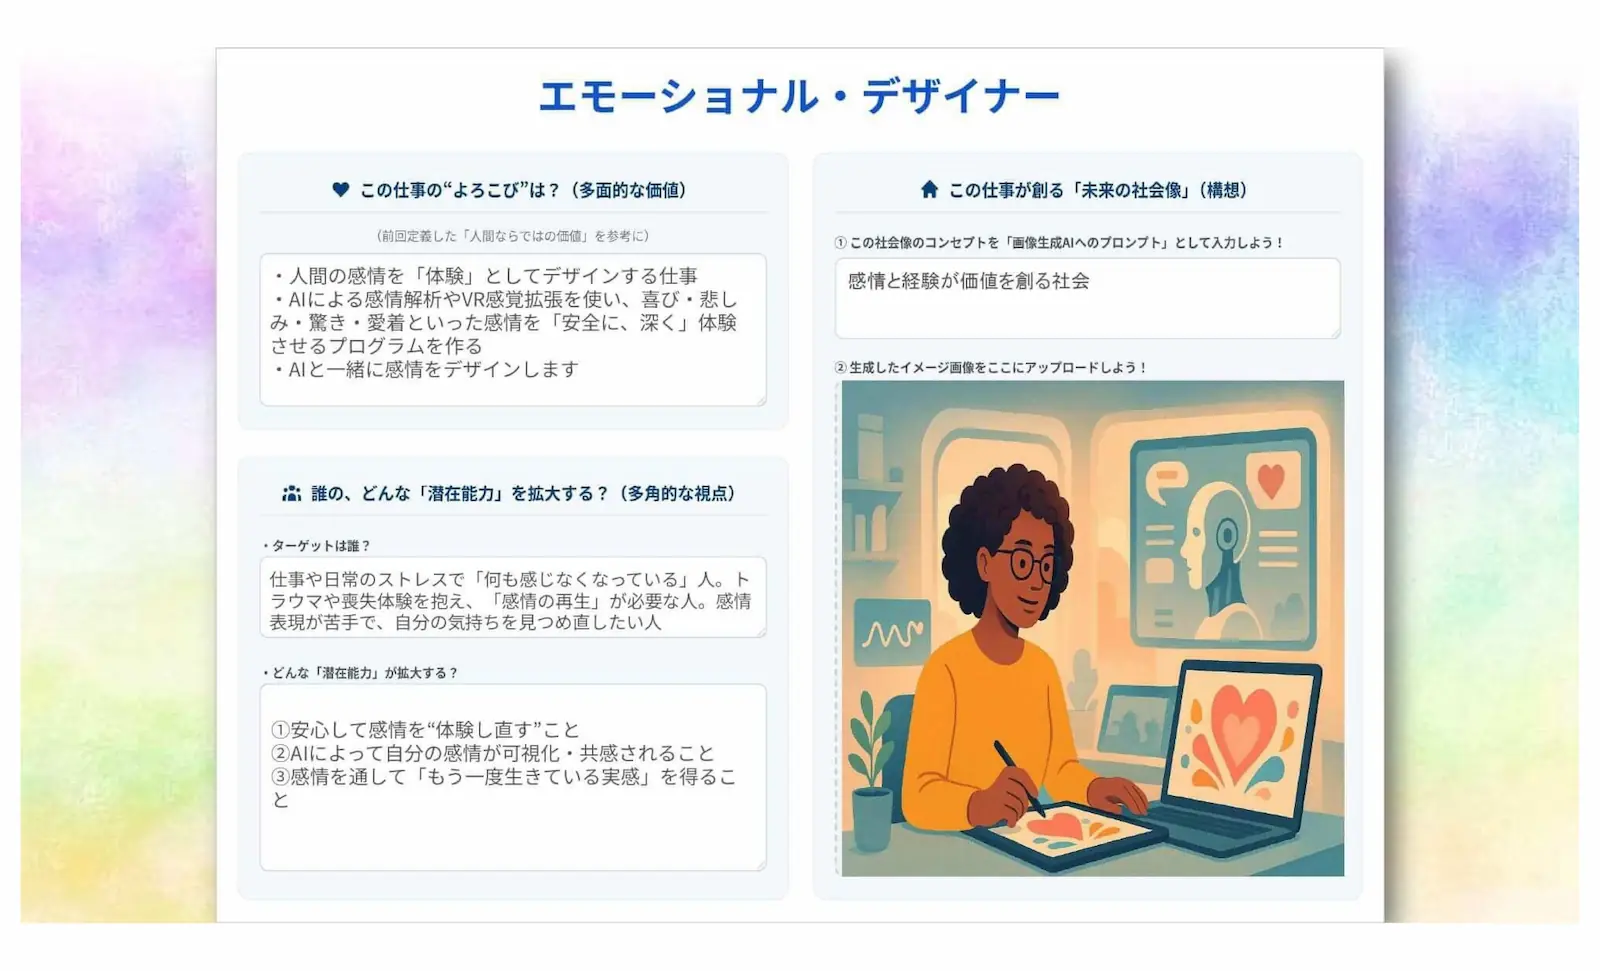 エモーショナル・デザイナー
この仕事の“よろこび”は？（多面的な価値）
（前回定義した「人間ならではの価値」を参考に）
・人間の感情を「体験」としてデザインする仕事
・AIによる感情解析やVR感覚拡張を使い、喜び・悲し
み・驚き・愛着といった感情を「安全に、深く」体験
させるプログラムを作る
・AIと一緒に感情をデザインします
誰の、どんな「潜在能力」を拡大する？（多角的な視点）
・ターゲットは誰？
仕事や日常のストレスで「何も感じなくなっている」人。ト
ラウマや喪失体験を抱え、「感情の再生」が必要な人。感情
表現が苦手で、自分の気持ちを見つめ直したい人
・どんな「潜在能力」が拡大する？
①安心して感情を“体験し直す”こと
②AIによって自分の感情が可視化・共感されること
③感情を通して「もう一度生きている実感」を得るこ
と
この仕事が創る「未来の社会像」（構想）
① この社会像のコンセプトを「画像生成AIへのプロンプト」として入力しよう！
感情と経験が価値を創る社会
② 生成したイメージ画像をここにアップロードしよう！